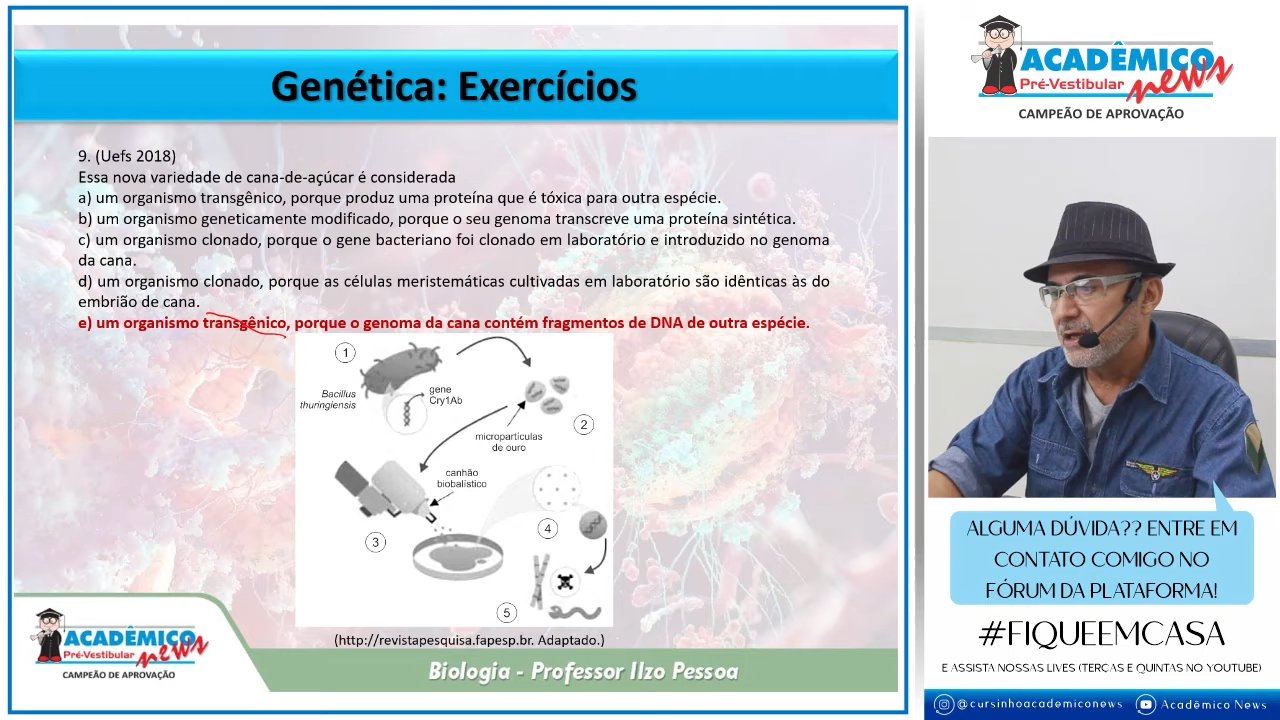 Genética: Exercícios
9. (Uefs 2018)
Essa nova variedade de cana-de-açúcar é considerada
a) um organismo transgênico, porque produz uma proteína que é tóxica para outra espécie.
b) um organismo geneticamente modificado, porque o seu genoma transcreve uma proteína sintética.
c) um organismo clonado, porque o gene bacteriano foi clonado em laboratório e introduzido no genoma
da cana.
d) um organismo clonado, porque as células meristemáticas cultivadas em laboratório são idênticas às do
embrião de cana.
e) um organismo transgênico, porque o genoma da cana contém fragmentos de DNA de outra espécie.
1
Bacillus
thuringiensis
gene
Cry1Ab
2
micropartículas
de ouro
canhão
biobalístico
3
4
5
(http://revistapesquisa.fapesp.br. Adaptado.)
ACADÊMICO
Pré-Vestibular news
CAMPEÃO DE APROVAÇÃO
Biologia - Professor Ilzo Pessoa
ACADÊMICO
Pré-Vestibular news
CAMPEÃO DE APROVAÇÃO
ALGUMA DÚVIDA?? ENTRE EM
CONTATO COMIGO NO
FÓRUM DA PLATAFORMA!
#FIQUEEMCASA
E ASSISTA NOSSAS LIVES (TERÇAS E QUINTAS NO YOUTUBE)
@cursinhoacademiconews Acadêmico News